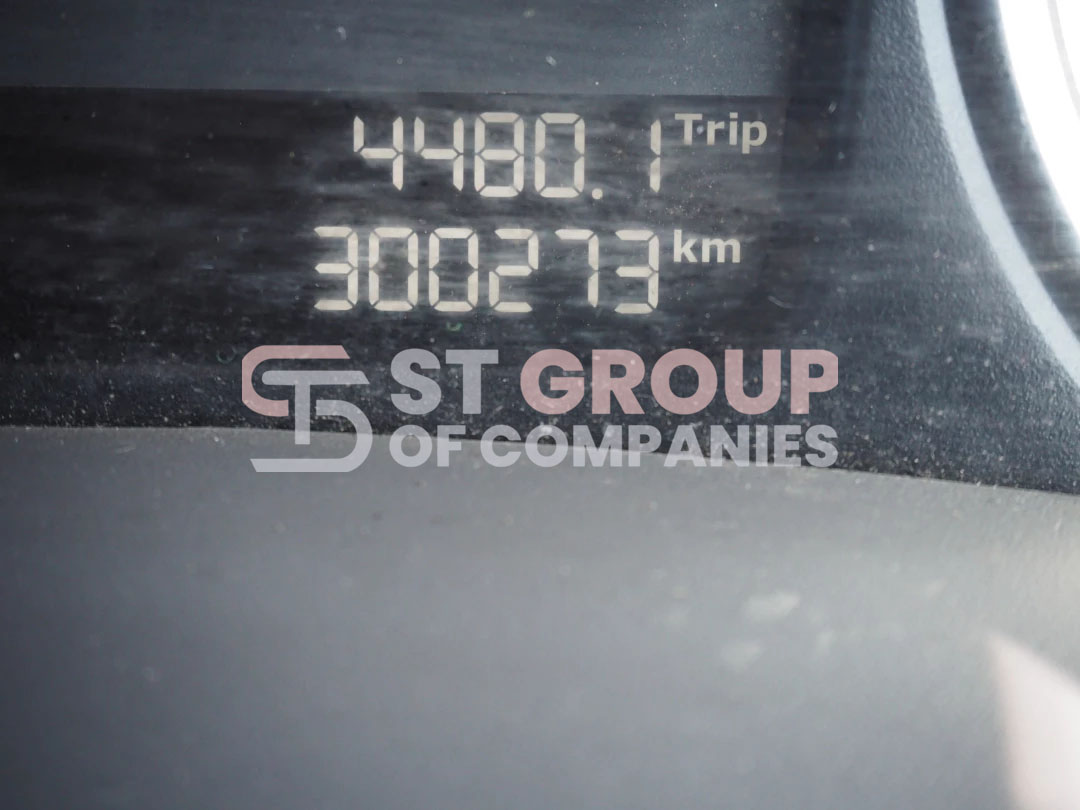 4480.1 Trip
300273 km
ST GROUP
OF COMPANIES